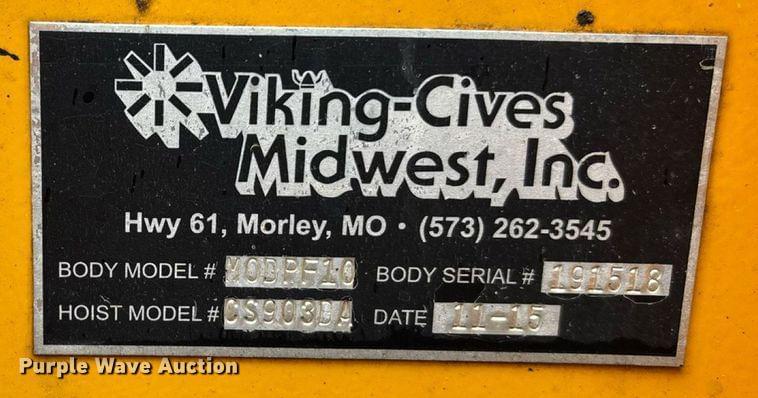 Viking-Cives
Midwest, Inc.
Hwy 61, Morley, MO • (573) 262-3545
BODY MODEL # MODPF10 BODY SERIAL # 191518
HOIST MODEL # CS903DA DATE 11-15
Purple Wave Auction